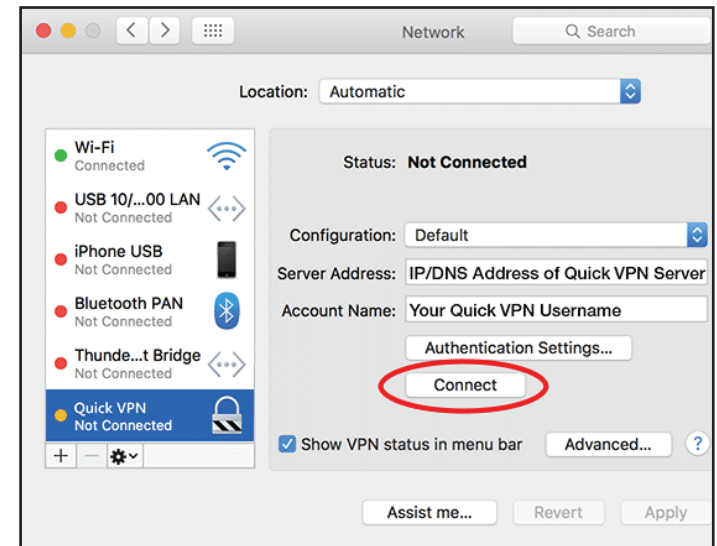 Network
Search
Location: Automatic
Wi-Fi
Connected
USB 10/...00 LAN
Not Connected
iPhone USB
Not Connected
Bluetooth PAN
Not Connected
Thunde...t Bridge
Not Connected
Quick VPN
Not Connected
Status: Not Connected
Configuration: Default
Server Address: IP/DNS Address of Quick VPN Server
Account Name: Your Quick VPN Username
Authentication Settings...
Connect
Show VPN status in menu bar
Advanced...
?
Assist me...
Revert
Apply